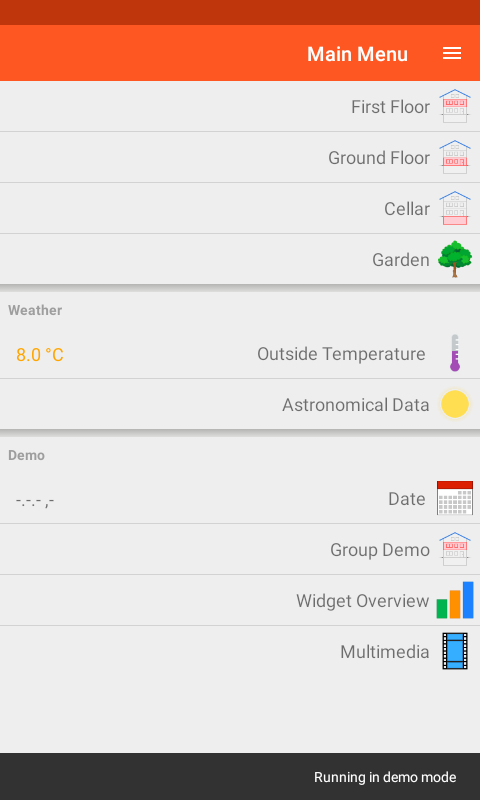 Main Menu
First Floor
Ground Floor
Cellar
Garden
Weather
8.0 °C Outside Temperature
Astronomical Data
Demo
-.-.- ,- Date
Group Demo
Widget Overview
Multimedia
Running in demo mode